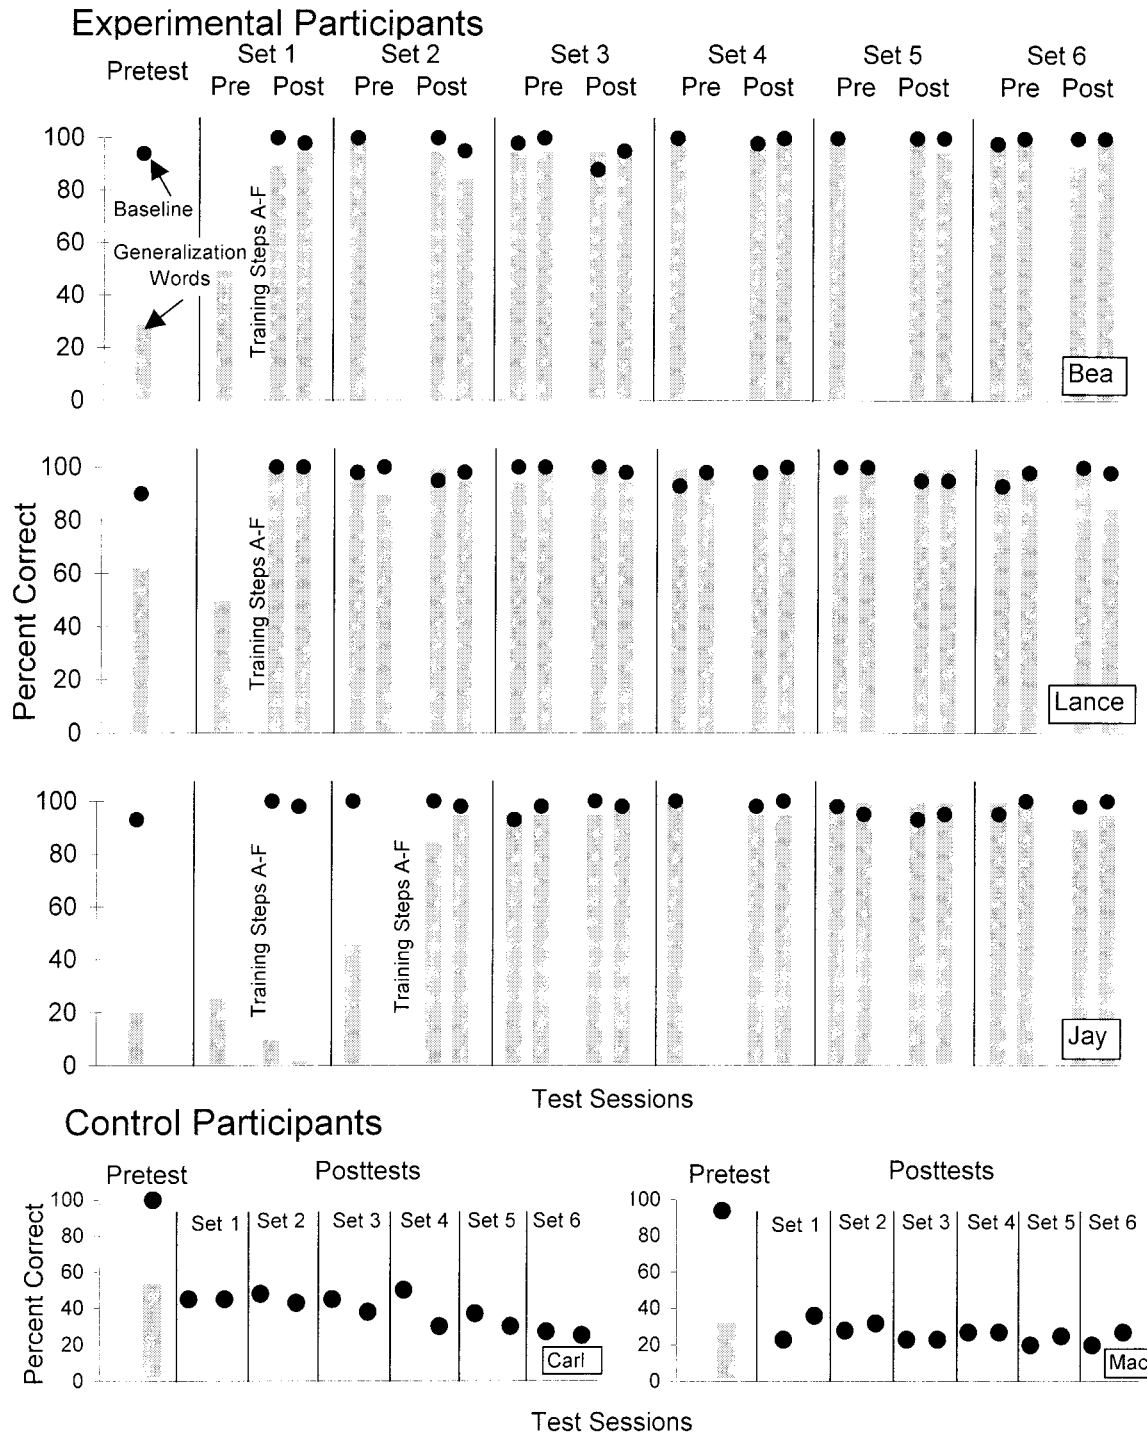 Experimental Participants
Pretest
Set 1
Set 2
Set 3
Set 4
Set 5
Set 6
Pre Post
Pre Post
Pre Post
Pre Post
Pre Post
Pre Post
100
80
60
40
20
0
Baseline
Generalization
Words
Training Steps A-F
Bea
Percent Correct
100
80
60
40
20
0
Training Steps A-F
Lance
100
80
60
40
20
0
Training Steps A-F
Training Steps A-F
Jay
Test Sessions
Control Participants
Pretest
Posttests
Percent Correct
100
80
60
40
20
0
Set 1
Set 2
Set 3
Set 4
Set 5
Set 6
Carl
Pretest
Posttests
100
80
60
40
20
0
Set 1
Set 2
Set 3
Set 4
Set 5
Set 6
Mac
Test Sessions